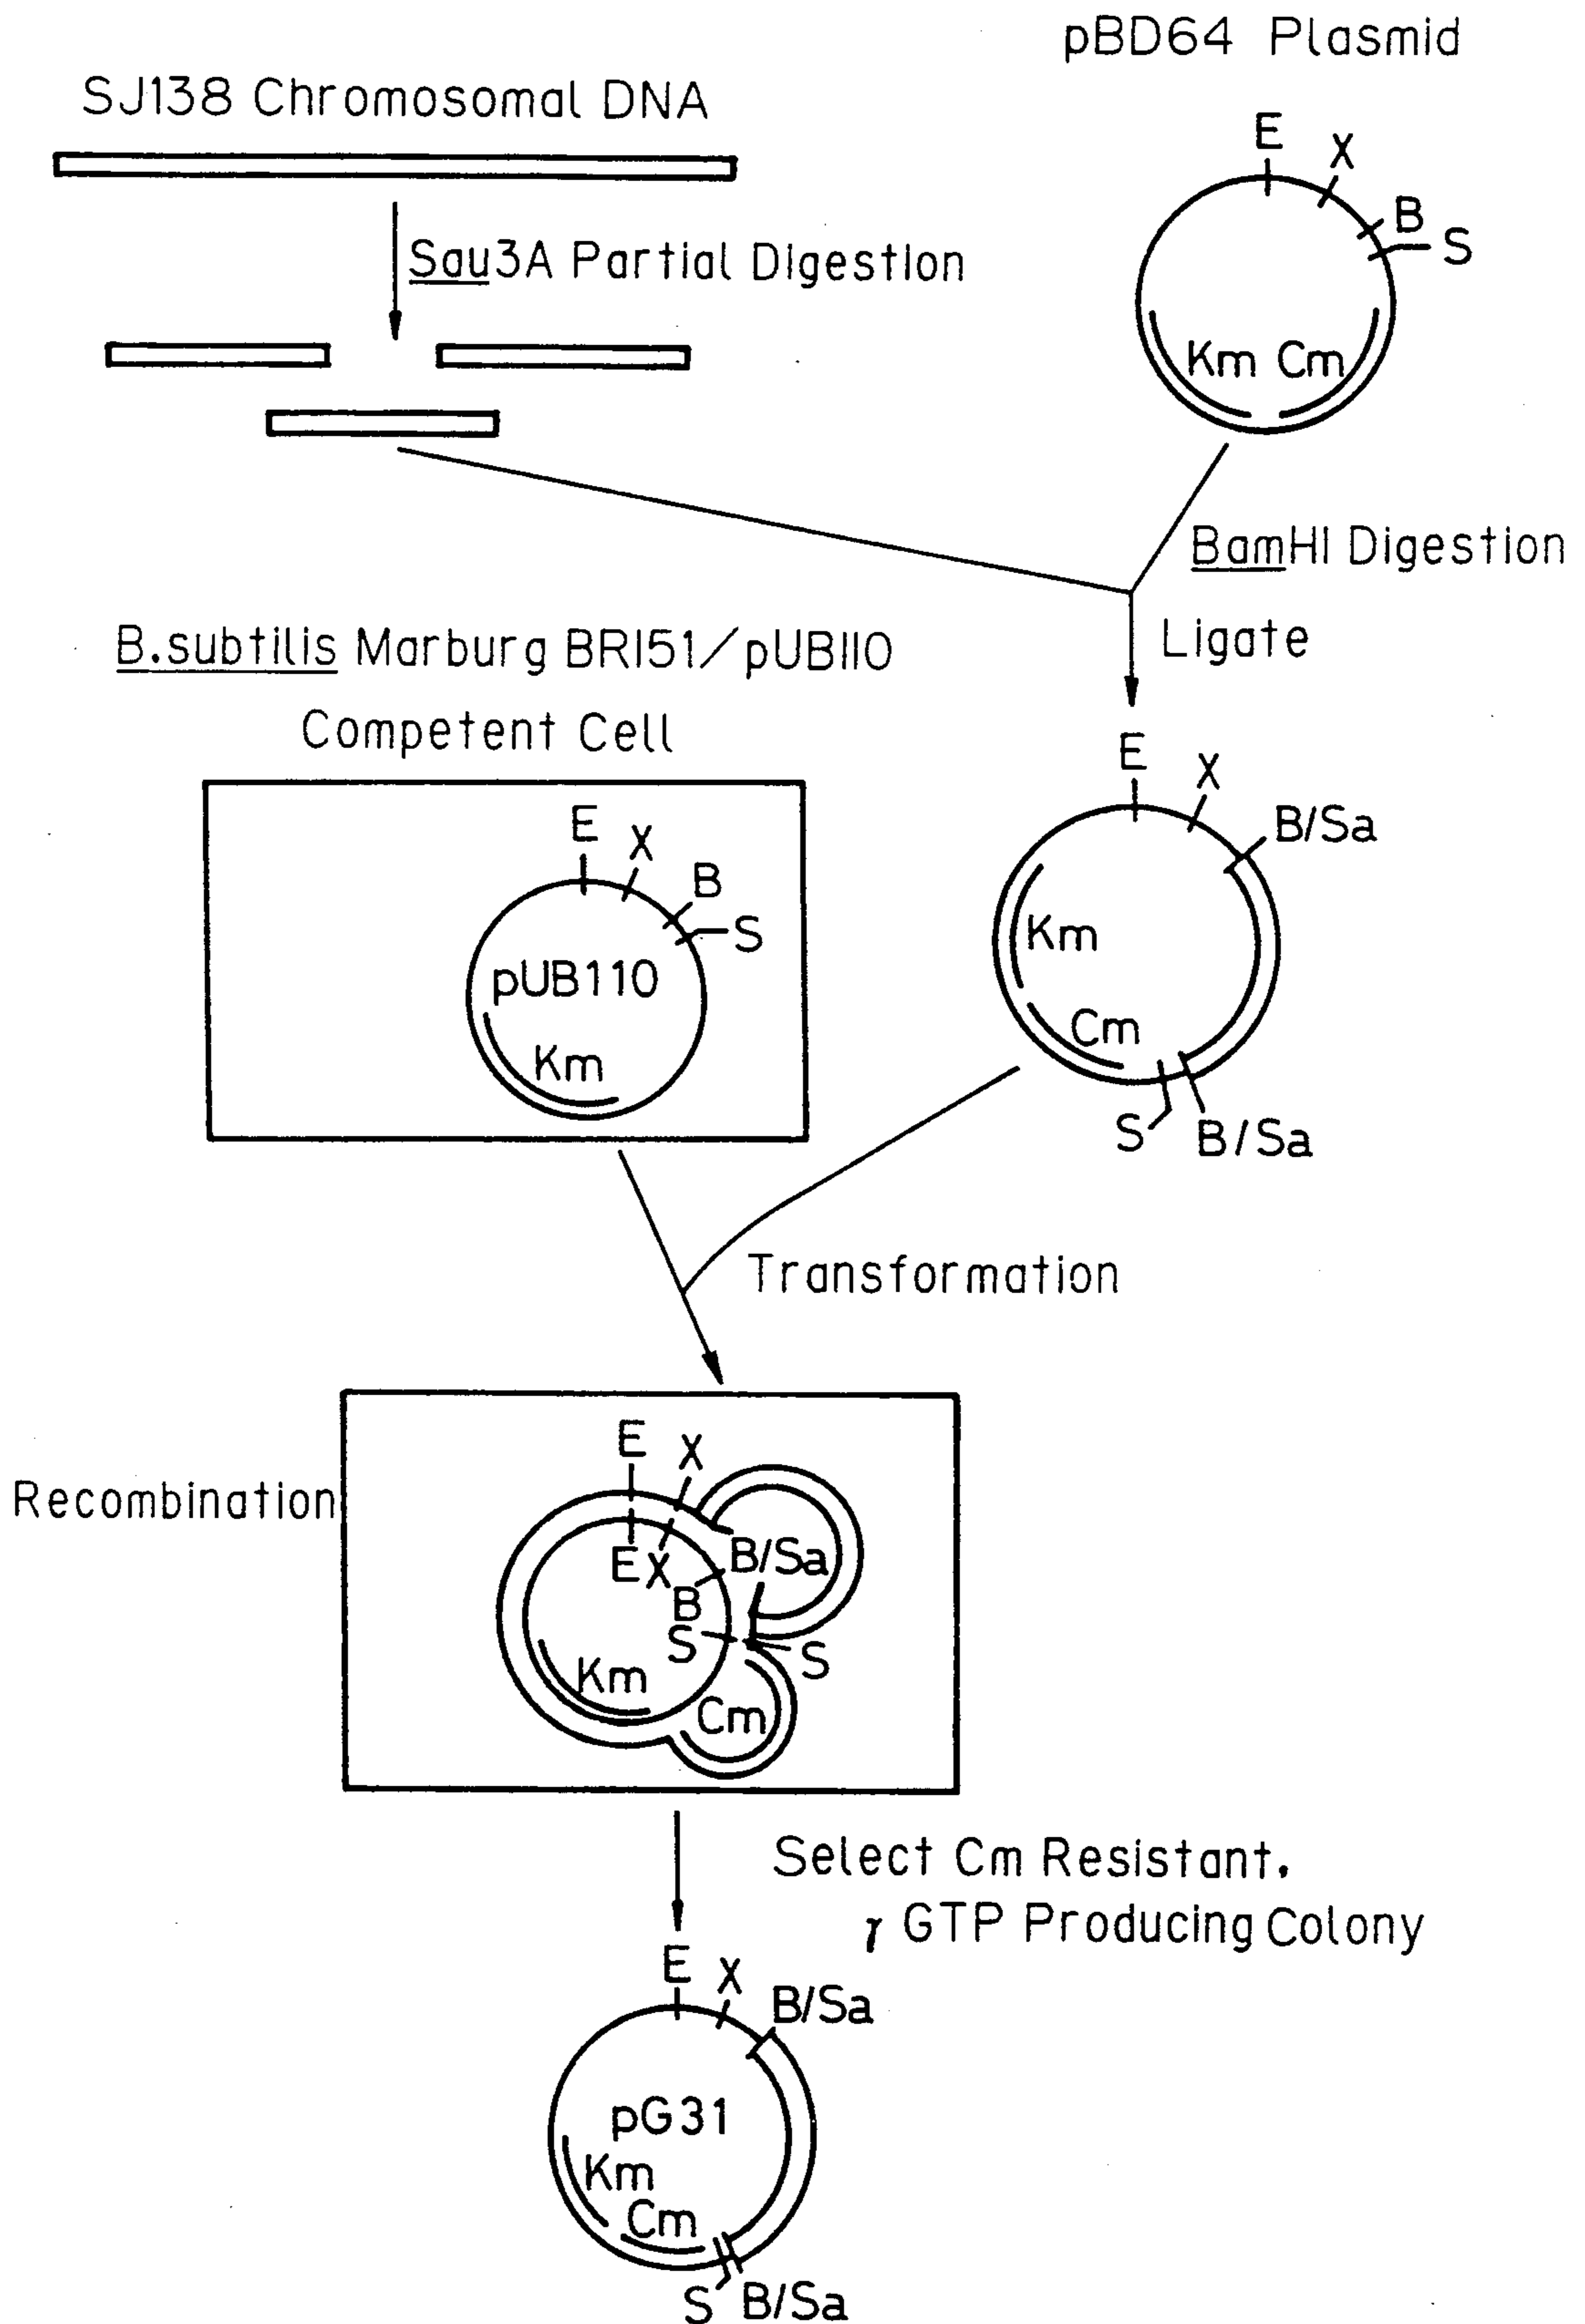 pBD64 Plasmid
SJ138 Chromosomal DNA
E
X
B
S
Sau3A Partial Digestion
Km Cm
BamHI Digestion
Ligate
B.subtilis Marburg BR151/pUB110
Competent Cell
E
X
B/Sa
E
X
B
S
pUB110
Km
Km
Cm
S
B/Sa
Transformation
Recombination
E
X
E X
B/Sa
B
S
S
Km
Cm
Select Cm Resistant.
γ GTP Producing Colony
E
X
B/Sa
pG31
Km
Cm
S
B/Sa